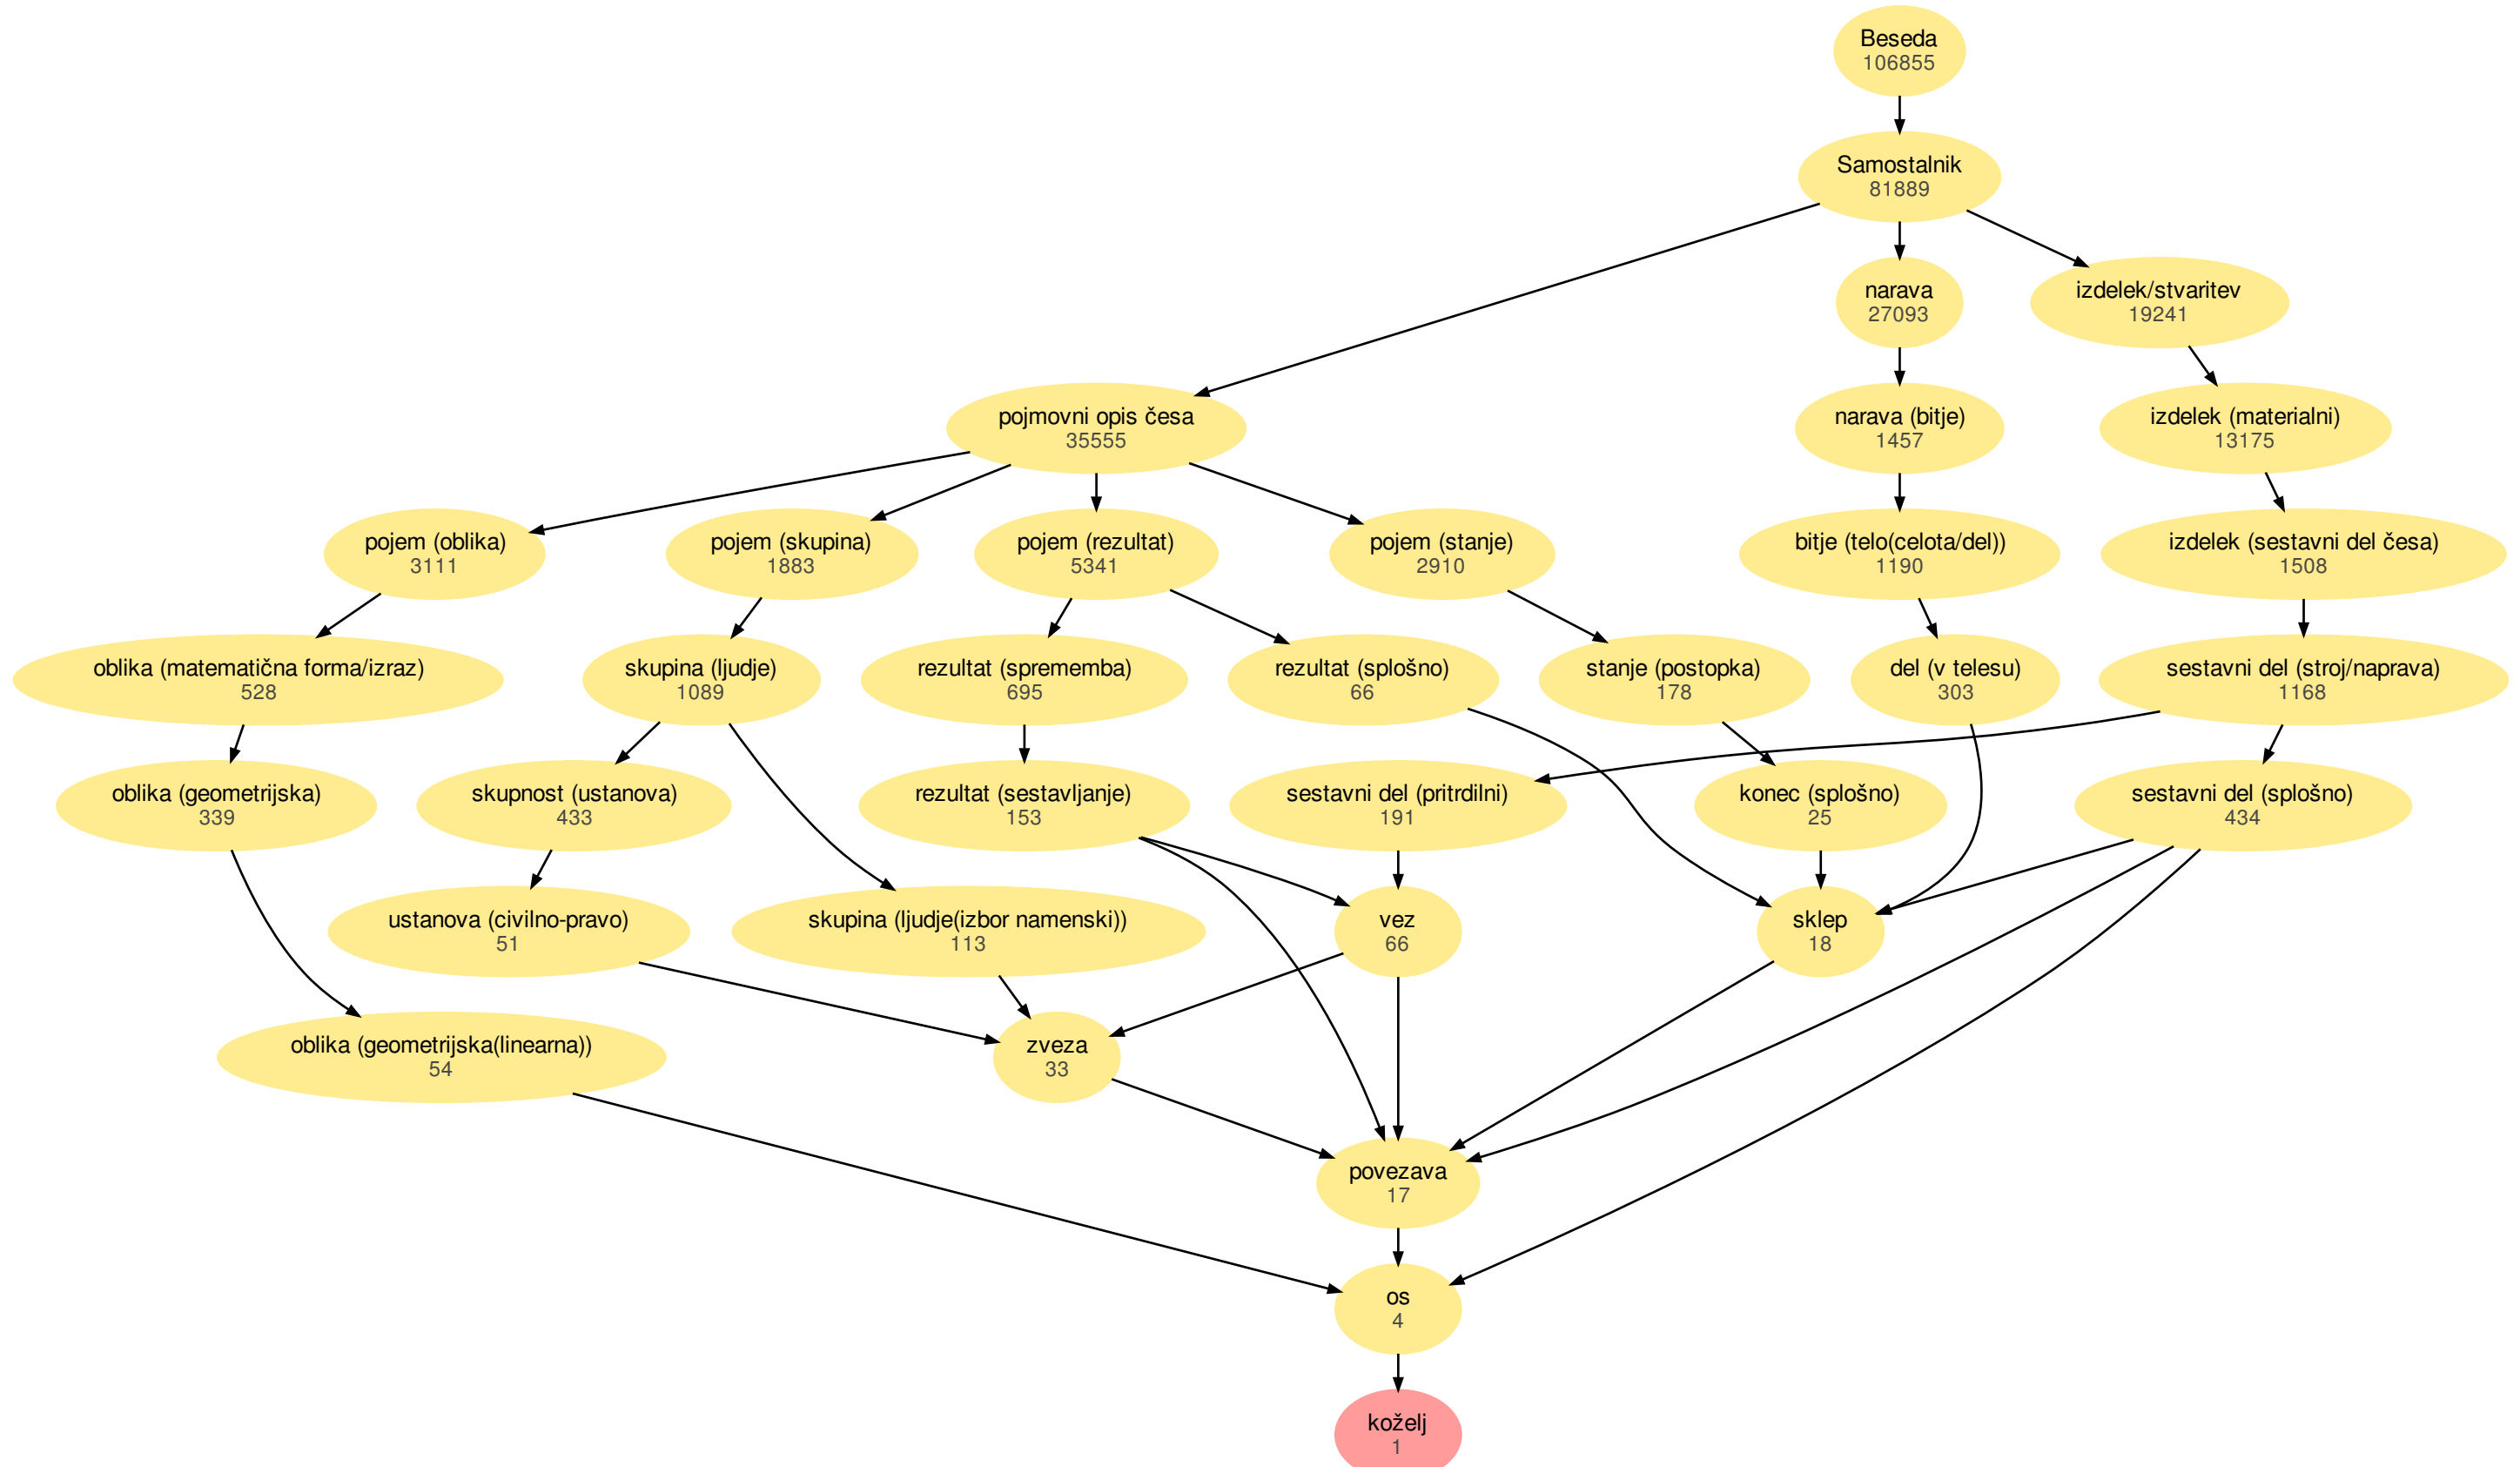 Beseda
106855
Samostalnik
81889
narava
27093
izdelek/stvaritev
19241
pojmovni opis česa
35555
narava (bitje)
1457
izdelek (materialni)
13175
pojem (oblika)
3111
pojem (skupina)
1883
pojem (rezultat)
5341
pojem (stanje)
2910
bitje (telo(celota/del))
1190
izdelek (sestavni del česa)
1508
oblika (matematična forma/izraz)
528
skupina (ljudje)
1089
rezultat (sprememba)
695
rezultat (splošno)
66
stanje (postopka)
178
del (v telesu)
303
sestavni del (stroj/naprava)
1168
oblika (geometrijska)
339
skupnost (ustanova)
433
rezultat (sestavljanje)
153
sestavni del (pritrdilni)
191
konec (splošno)
25
sestavni del (splošno)
434
ustanova (civilno-pravo)
51
skupina (ljudje(izbor namenski))
113
vez
66
sklep
18
oblika (geometrijska(linearna))
54
zveza
33
povezava
17
os
4
koželj
1